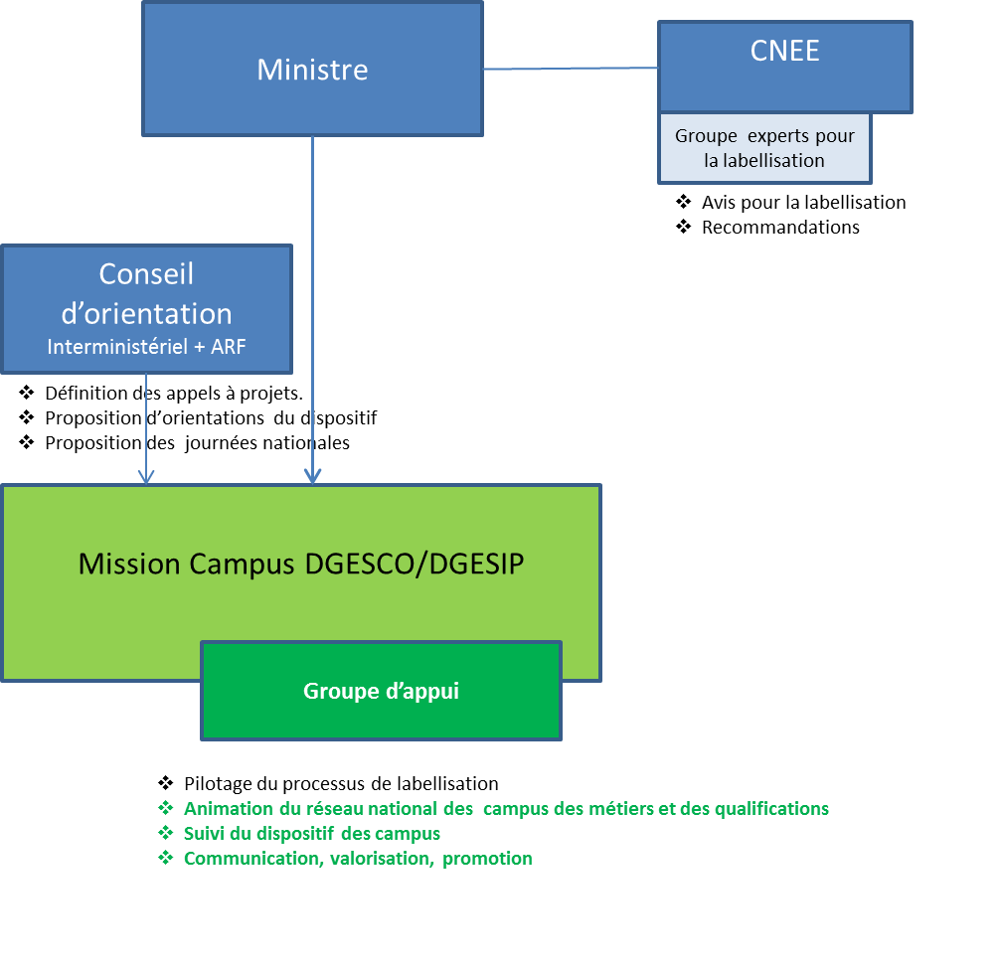 Ministre
CNEE
Groupe experts pour
la labellisation
❖ Avis pour la labellisation
❖ Recommandations
Conseil
d’orientation
Interministériel + ARF
❖ Définition des appels à projets.
❖ Proposition d’orientations du dispositif
❖ Proposition des journées nationales
Mission Campus DGESCO/DGESIP
Groupe d’appui
❖ Pilotage du processus de labellisation
❖ Animation du réseau national des campus des métiers et des qualifications
❖ Suivi du dispositif des campus
❖ Communication, valorisation, promotion